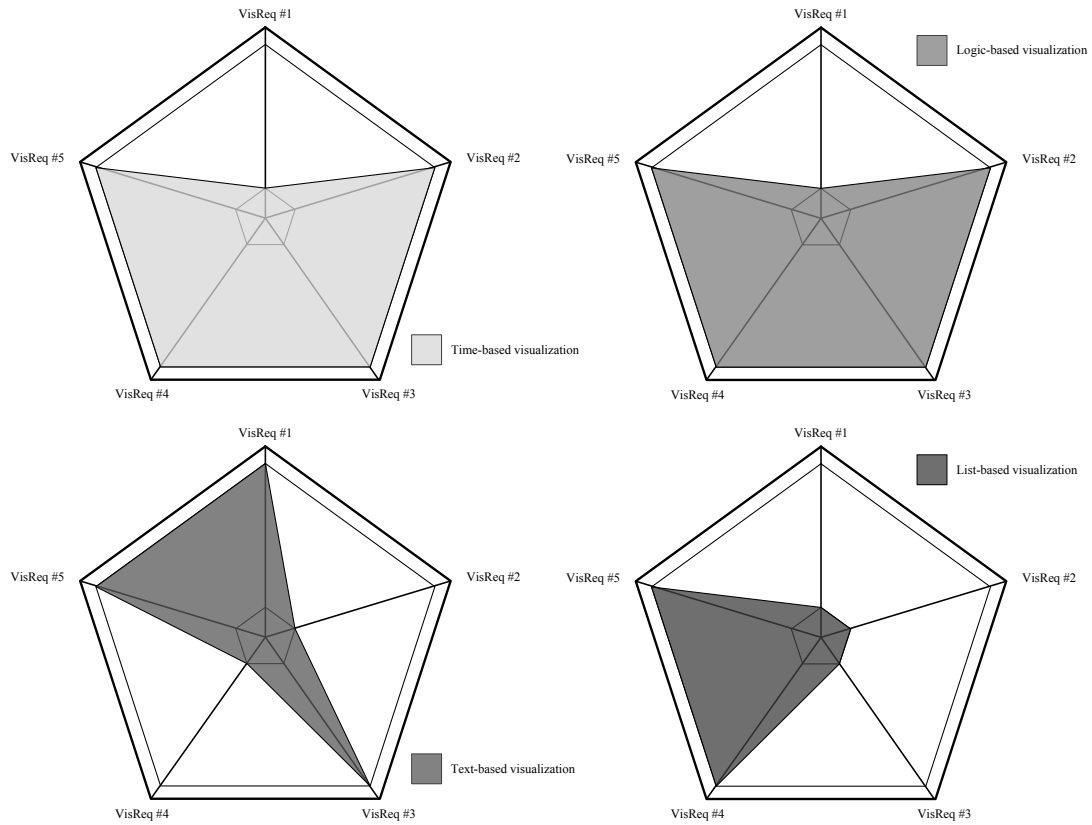 VisReq #1
VisReq #5
VisReq #2
Time-based visualization
VisReq #4
VisReq #3
VisReq #1
Logic-based visualization
VisReq #5
VisReq #2
VisReq #4
VisReq #3
VisReq #1
VisReq #5
VisReq #2
Text-based visualization
VisReq #4
VisReq #3
VisReq #1
List-based visualization
VisReq #5
VisReq #2
VisReq #4
VisReq #3